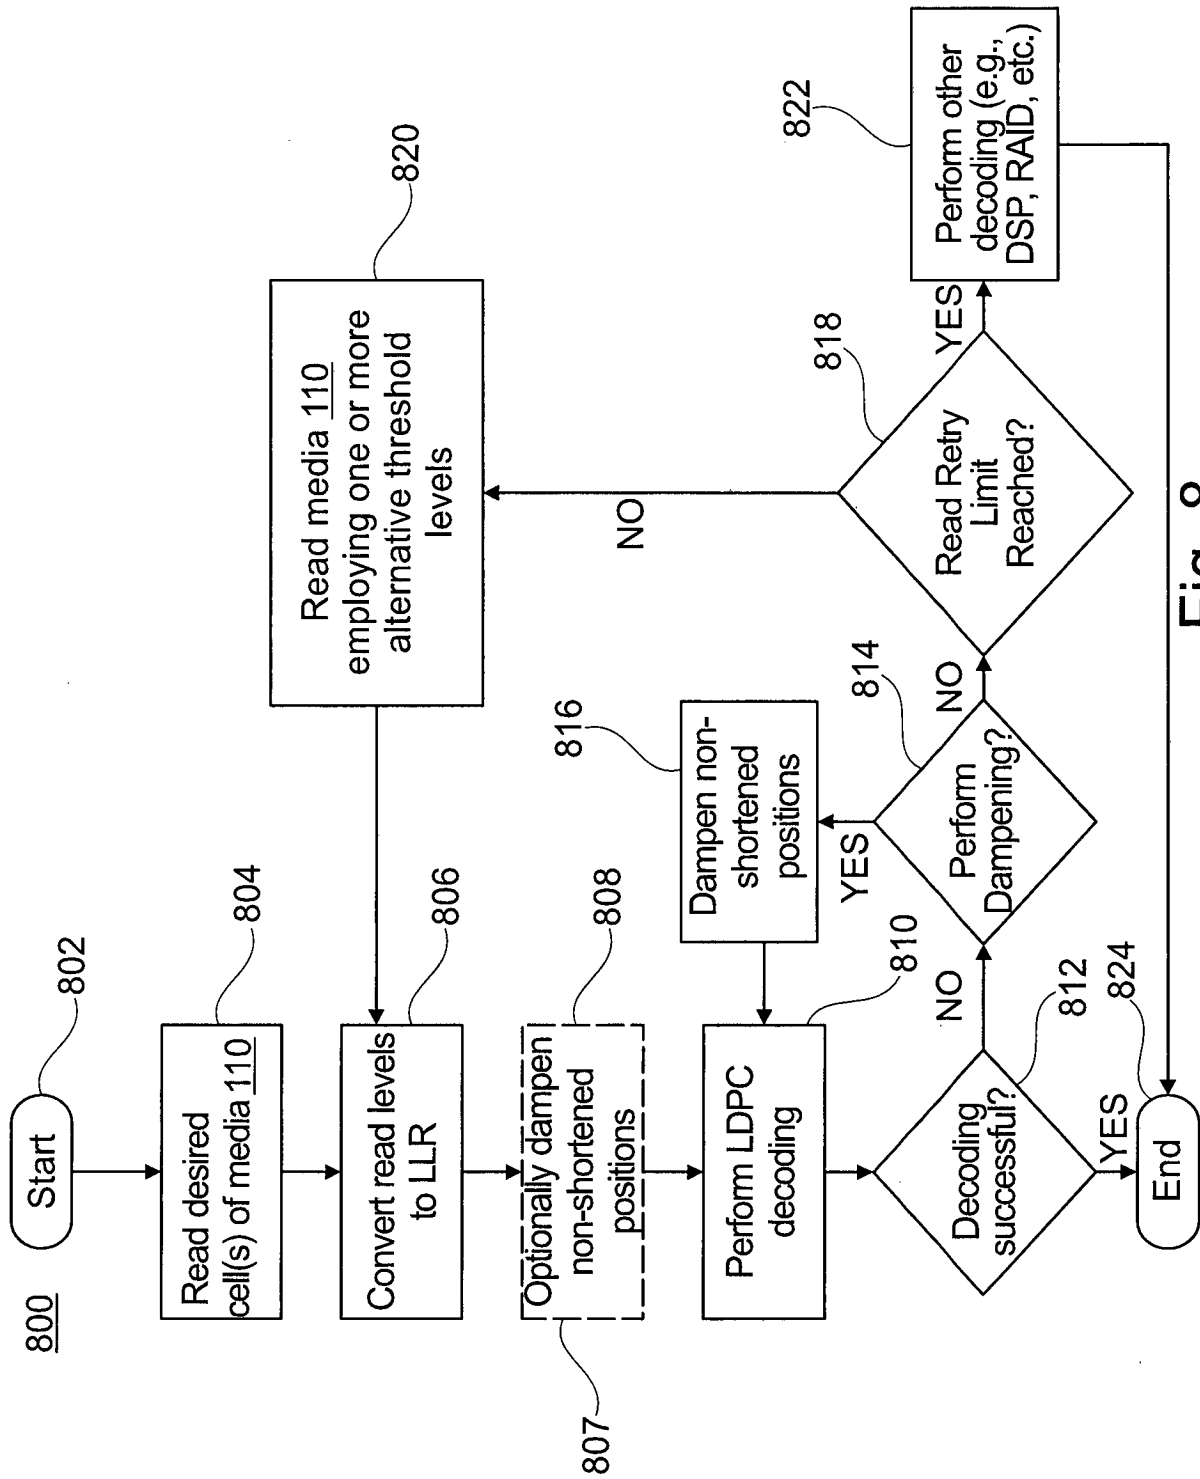 800
Start
802
Read desired
cell(s) of media 110
804
Convert read levels
to LLR
806
Optionally dampen
non-shortened
positions
807
808
Perform LDPC
decoding
810
Decoding
successful?
812
YES
NO
End
824
Perform
Dampening?
814
YES
NO
Dampen non-
shortened
positions
816
Read Retry
Limit
Reached?
818
NO
YES
Read media 110
employing one or more
alternative threshold
levels
820
Perform other
decoding (e.g.,
DSP, RAID, etc.)
822